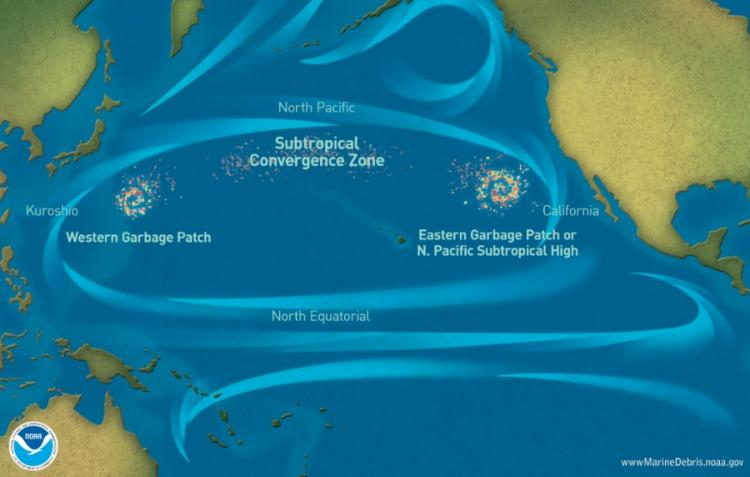 North Pacific
Subtropical
Convergence Zone
Kuroshio
California
Western Garbage Patch
Eastern Garbage Patch or
N. Pacific Subtropical High
North Equatorial
NOAA
www.MarineDebris.noaa.gov